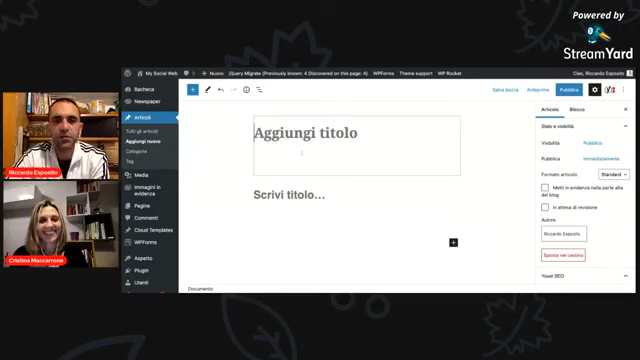 Powered by
StreamYard
My Social Web
Nuovo
jQuery Migrate (Previously known: 4 Discovered on this page: 4)
WPForms
Theme support
WP Rocket
Ciao, Riccardo Esposito
Bacheca
Newspaper
Articoli
Tutti gli articoli
Aggiungi nuovo
Categorie
Tag
Media
Immagini in
evidenza
Pagine
Commenti
Cloud Templates
WPForms
Aspetto
Plugin
Utenti
Salva bozza
Anteprima
Pubblica
Aggiungi titolo
Scrivi titolo...
Documento
Articolo
Blocco
Stato e visibilità
Visibilità
Pubblico
Pubblica
Immediatamente
Formato articolo
Standard
Metti in evidenza nella parte alta
del blog
In attesa di revisione
Autore
Riccardo Esposito
Sposta nel cestino
Yoast SEO
Riccardo Esposito
Cristina Maccarrone